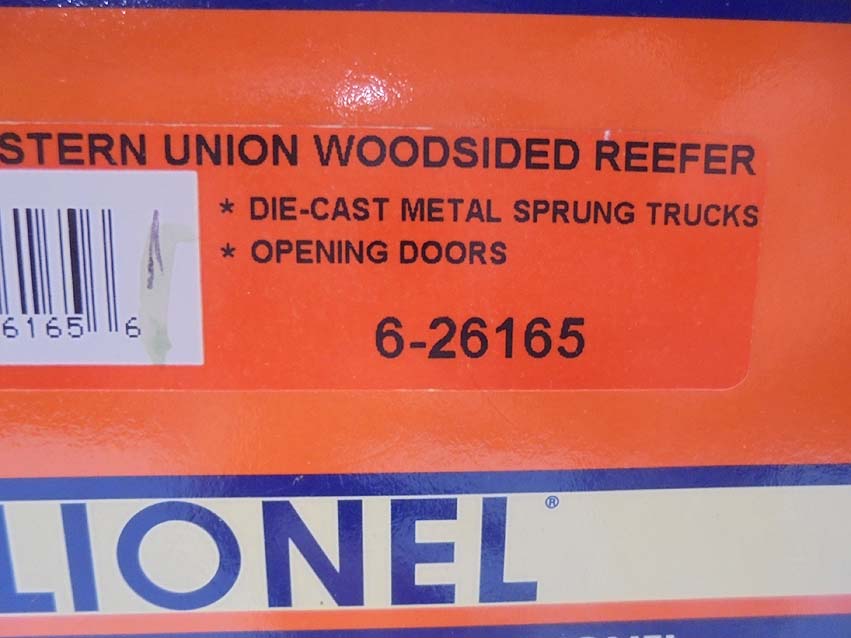 STERN UNION WOODSIDED REEFER
* DIE-CAST METAL SPRUNG TRUCKS
* OPENING DOORS
6165 6
6-26165
LIONEL®